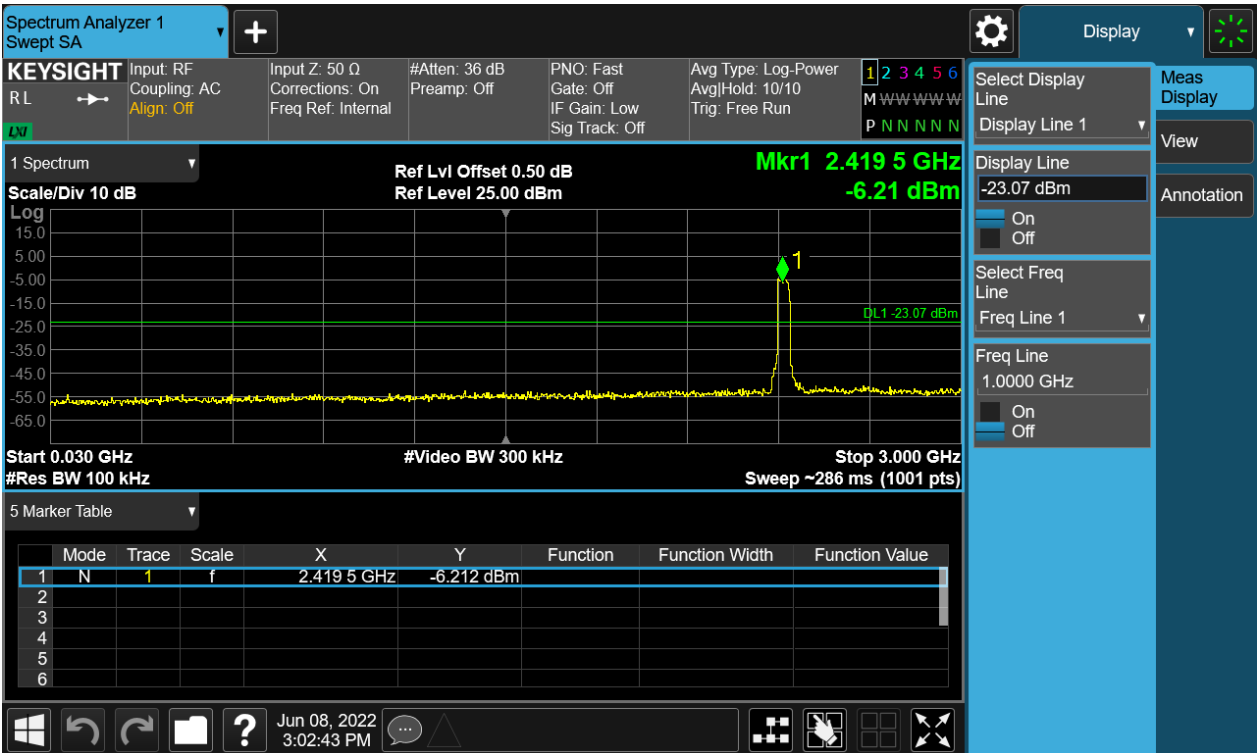 Spectrum Analyzer 1
Swept SA
+
Display
KEYSIGHT
R L
LXI
Input: RF
Coupling: AC
Align: Off
Input Z: 50 Ω
Corrections: On
Freq Ref: Internal
#Atten: 36 dB
Preamp: Off
PNO: Fast
Gate: Off
IF Gain: Low
Sig Track: Off
Avg Type: Log-Power
Avg|Hold: 10/10
Trig: Free Run
1 2 3 4 5 6
M W W W W W
P N N N N N
1 Spectrum
Scale/Div 10 dB
Ref Lvl Offset 0.50 dB
Ref Level 25.00 dBm
Mkr1 2.419 5 GHz
-6.21 dBm
Log
15.0
5.00
-5.00
-15.0
-25.0
-35.0
-45.0
-55.0
-65.0
1
DL1 -23.07 dBm
Start 0.030 GHz
#Video BW 300 kHz
Stop 3.000 GHz
#Res BW 100 kHz
Sweep ~286 ms (1001 pts)
5 Marker Table
Mode Trace Scale X Y Function Function Width Function Value
1 N 1 f 2.419 5 GHz -6.212 dBm
2
3
4
5
6
Select Display
Line
Display Line 1
Display Line
-23.07 dBm
On
Off
Select Freq
Line
Freq Line 1
Freq Line
1.0000 GHz
On
Off
Meas
Display
View
Annotation
?
Jun 08, 2022
3:02:43 PM